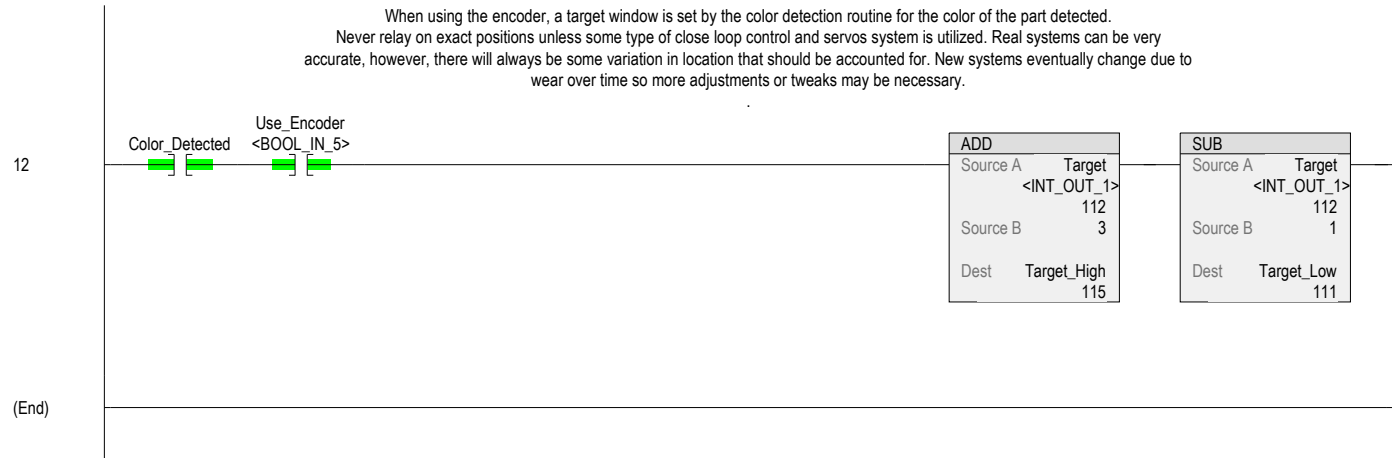 When using the encoder, a target window is set by the color detection routine for the color of the part detected.
Never relay on exact positions unless some type of close loop control and servos system is utilized. Real systems can be very
accurate, however, there will always be some variation in location that should be accounted for. New systems eventually change due to
wear over time so more adjustments or tweaks may be necessary.
.
Use_Encoder
Color_Detected <BOOL_IN_5>
12
ADD
Source A Target
<INT_OUT_1>
112
Source B 3
Dest Target_High
115
SUB
Source A Target
<INT_OUT_1>
112
Source B 1
Dest Target_Low
111
(End)